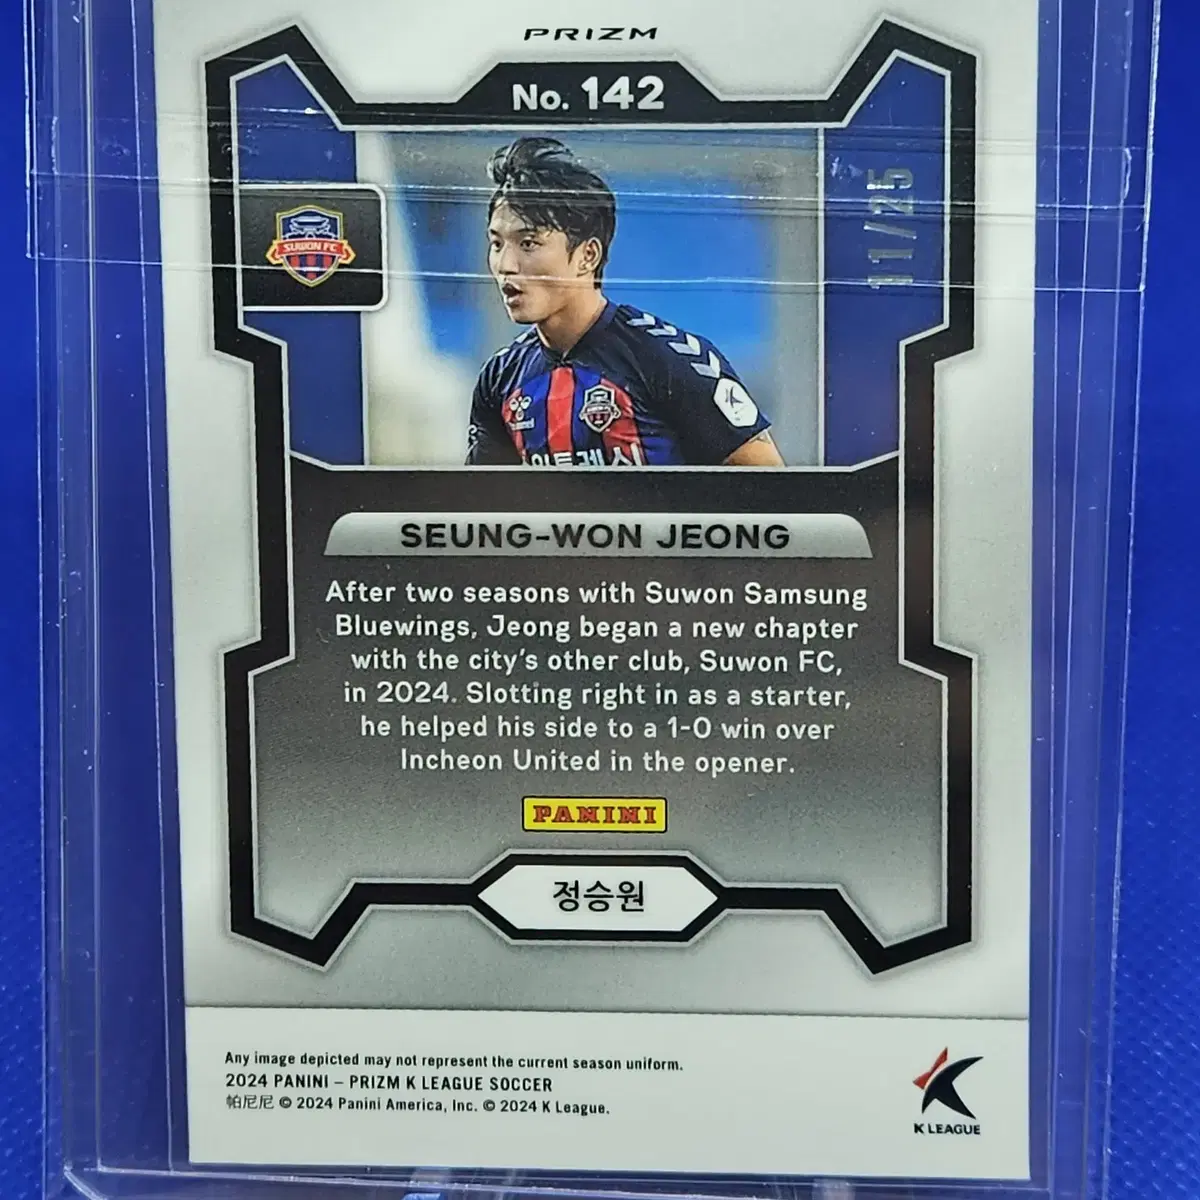 PRIZM
No. 142
11/25
SUWON FC
SEUNG-WON JEONG
After two seasons with Suwon Samsung
Bluewings, Jeong began a new chapter
with the city's other club, Suwon FC,
in 2024. Slotting right in as a starter,
he helped his side to a 1-0 win over
Incheon United in the opener.
PANINI
정승원
Any image depicted may not represent the current season uniform.
2024 PANINI – PRIZM K LEAGUE SOCCER
帕尼尼 © 2024 Panini America, Inc. © 2024 K League.
K LEAGUE